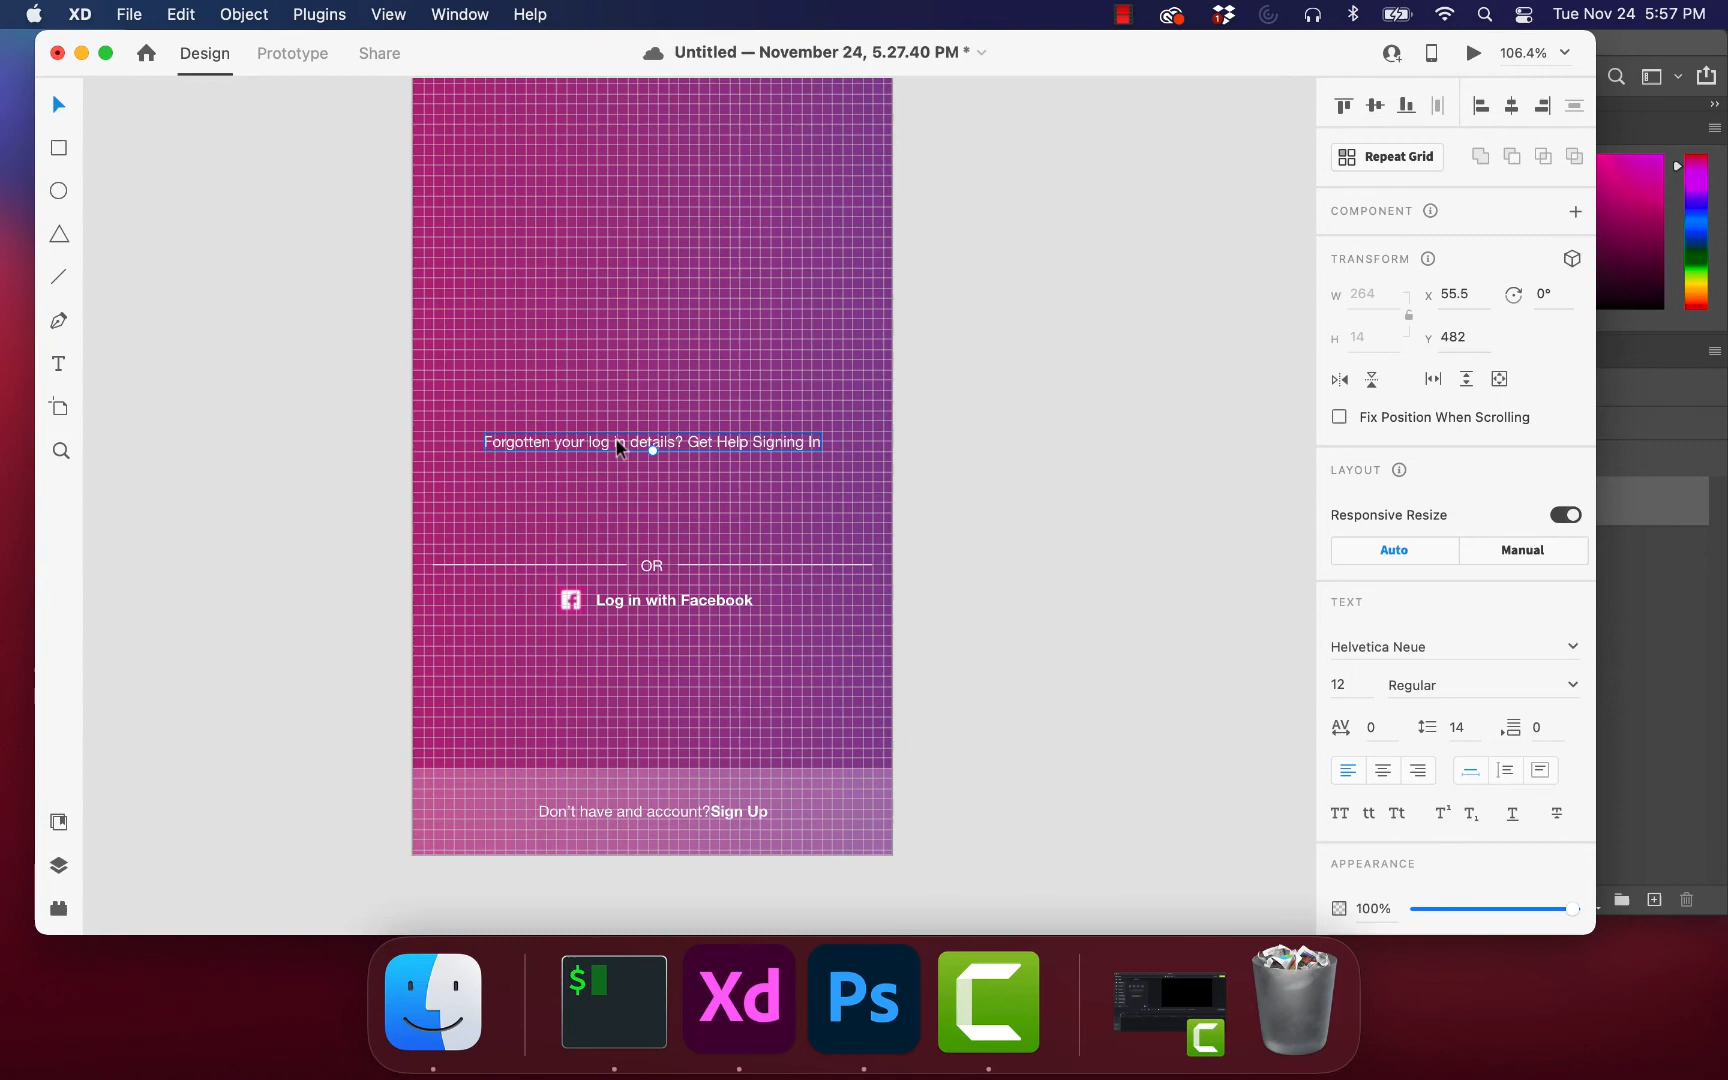 XD File Edit Object Plugins View Window Help
1
Tue Nov 24 5:57 PM
Design Prototype Share
Untitled — November 24, 5.27.40 PM *
106.4%
Repeat Grid
COMPONENT
TRANSFORM
W 264 X 55.5 0°
H 14 Y 482
Fix Position When Scrolling
Forgotten your log in details? Get Help Signing In
LAYOUT
Responsive Resize
Auto Manual
OR
Log in with Facebook
TEXT
Helvetica Neue
12 Regular
AV 0 14 0
Don't have and account?Sign Up
TT tt Tt T¹ T₁ T T
APPEARANCE
100%
$
Xd
Ps